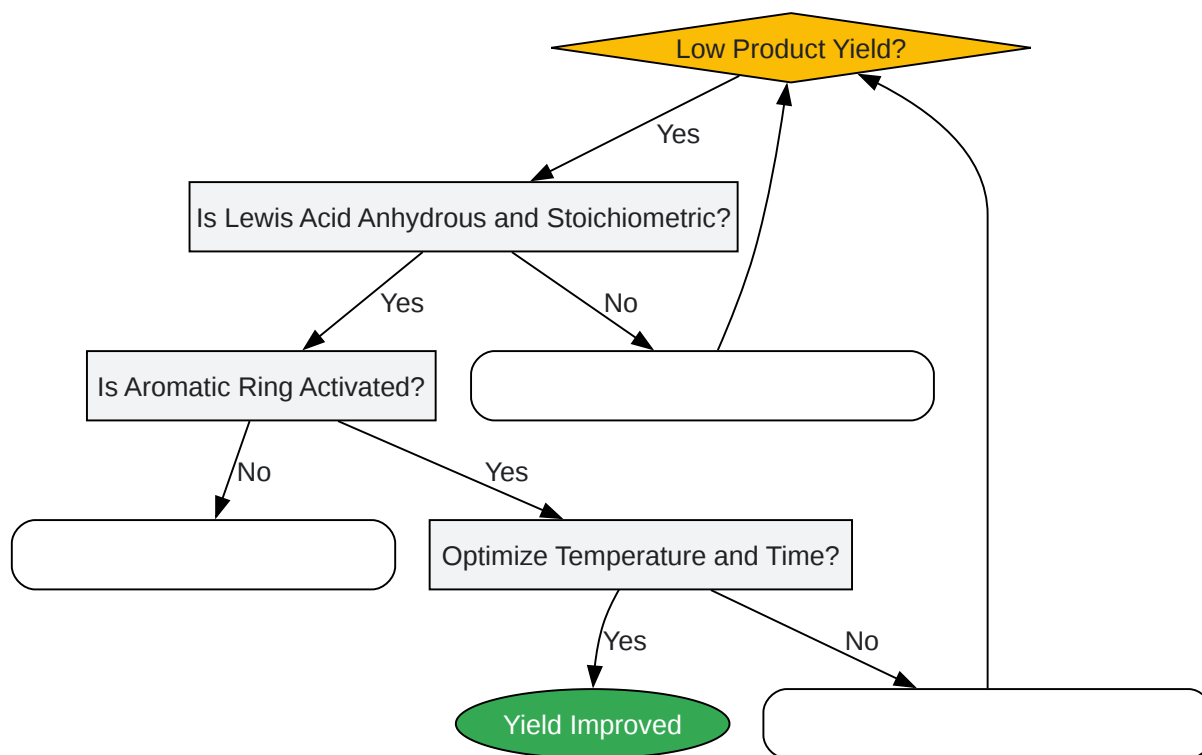 Low Product Yield?
Yes
Is Lewis Acid Anhydrous and Stoichiometric?
Yes
No
Is Aromatic Ring Activated?
No
Yes
Optimize Temperature and Time?
Yes
No
Yield Improved